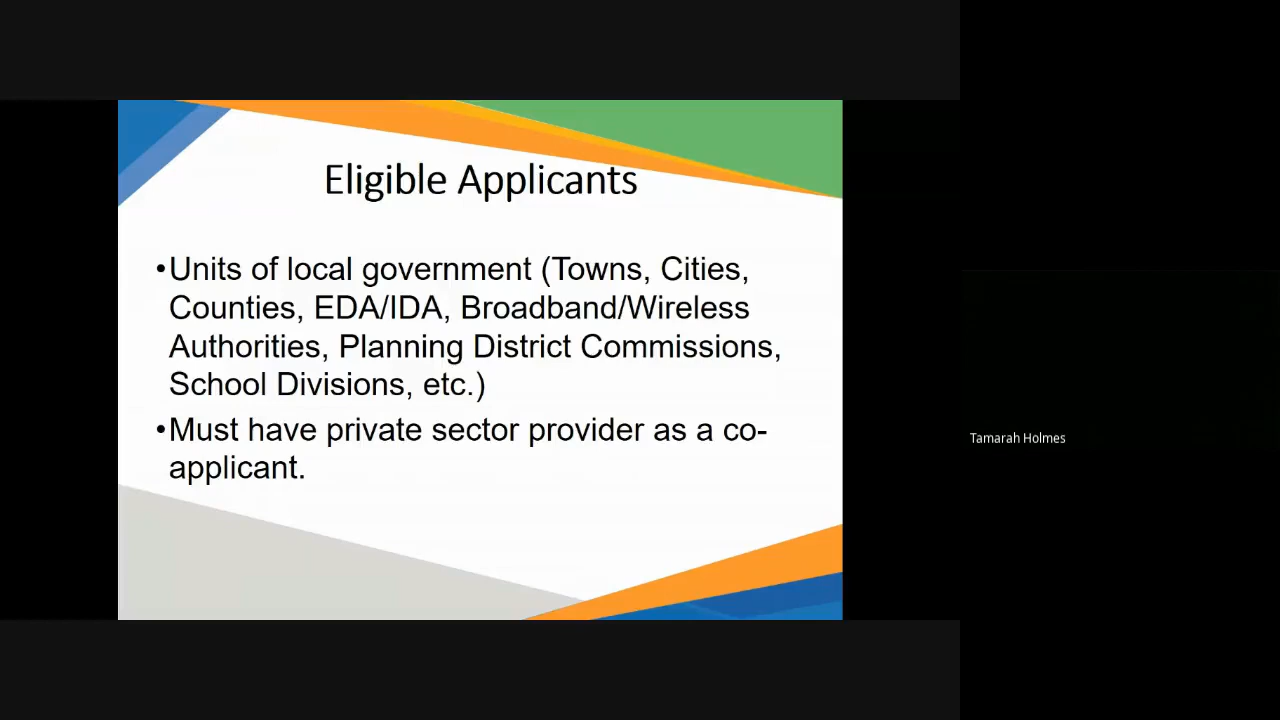 Eligible Applicants
•Units of local government (Towns, Cities,
Counties, EDA/IDA, Broadband/Wireless
Authorities, Planning District Commissions,
School Divisions, etc.)
•Must have private sector provider as a co-
applicant.
Tamarah Holmes